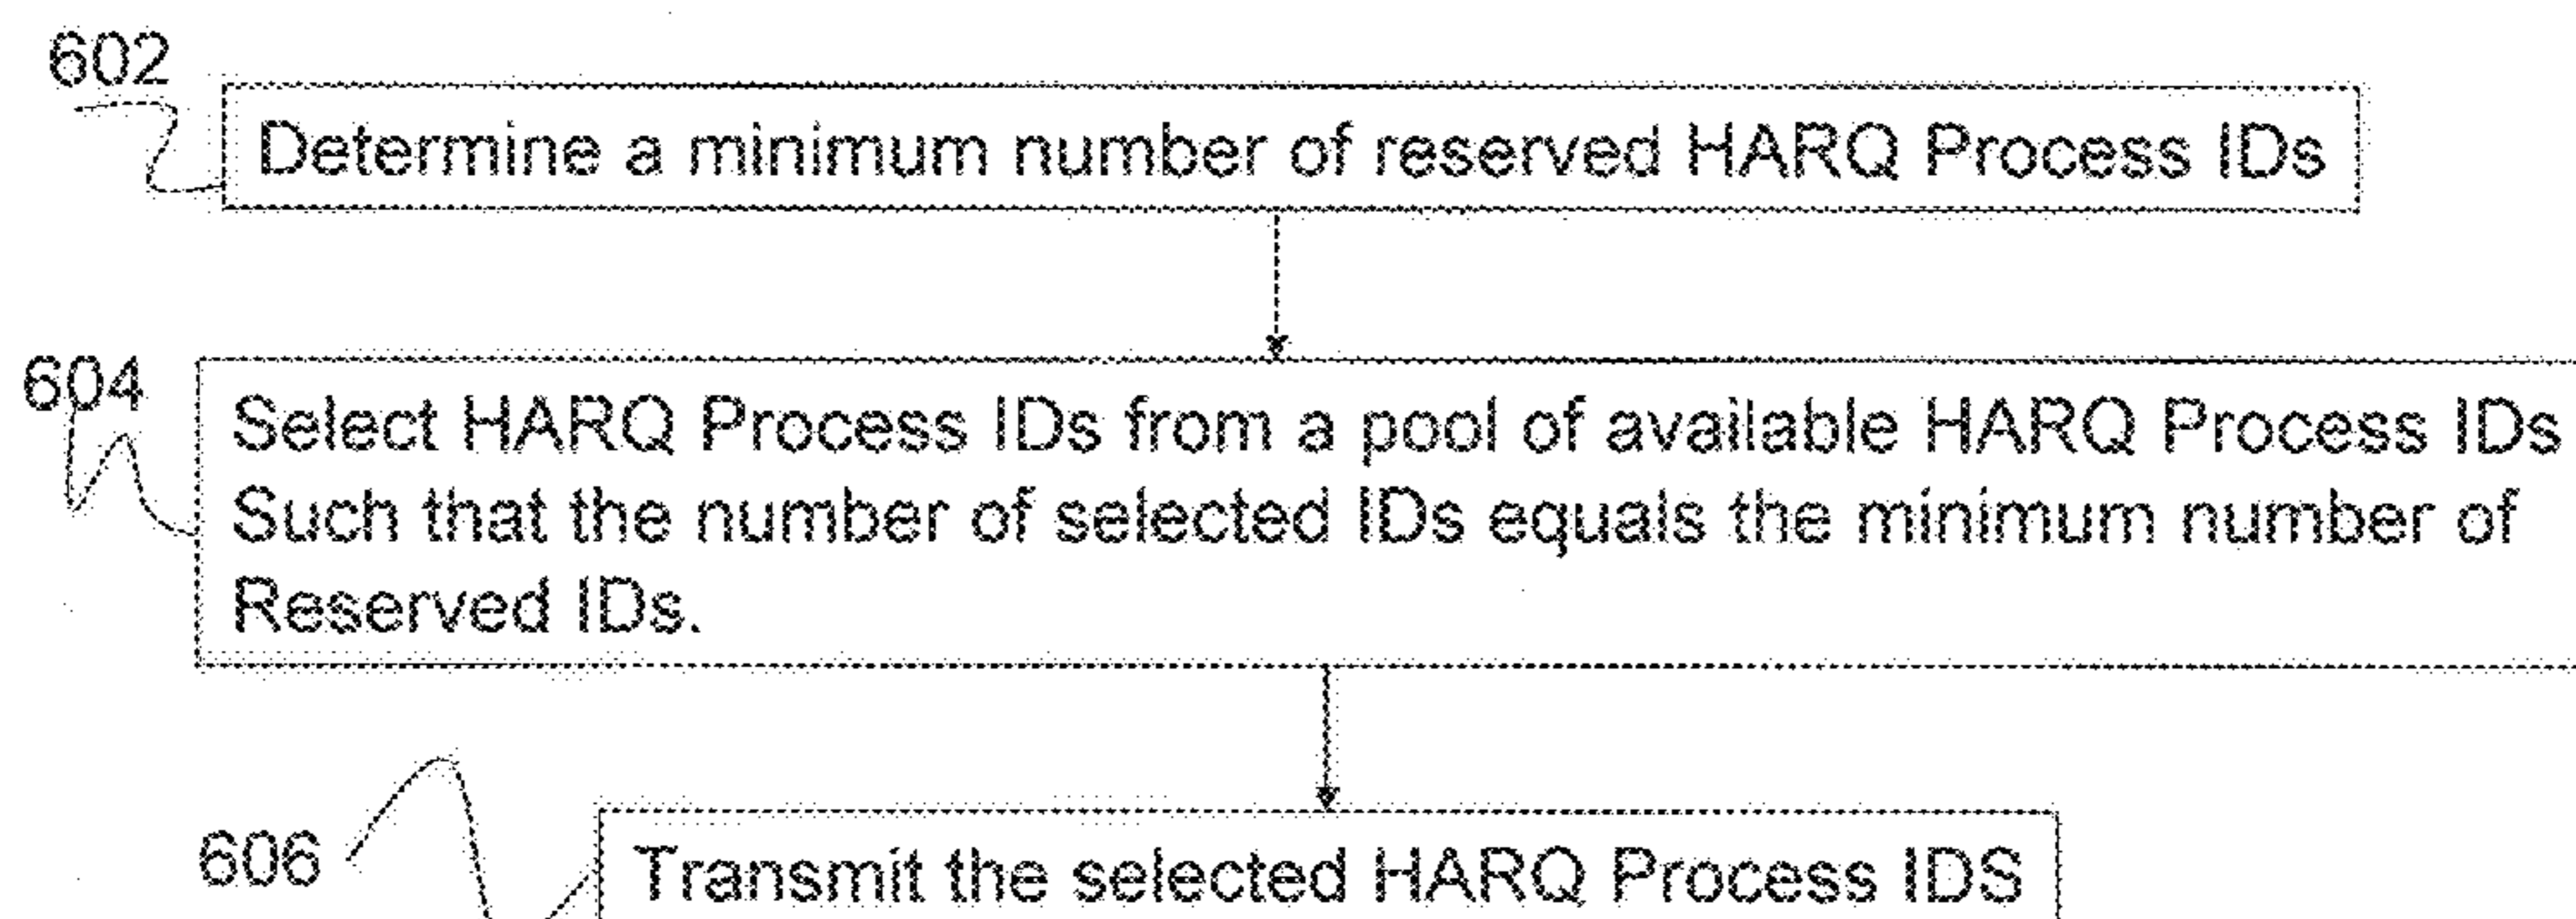 602
Determine a minimum number of reserved HARQ Process IDs
604
Select HARQ Process IDs from a pool of available HARQ Process IDs
Such that the number of selected IDs equals the minimum number of
Reserved IDs.
606
Transmit the selected HARQ Process IDS